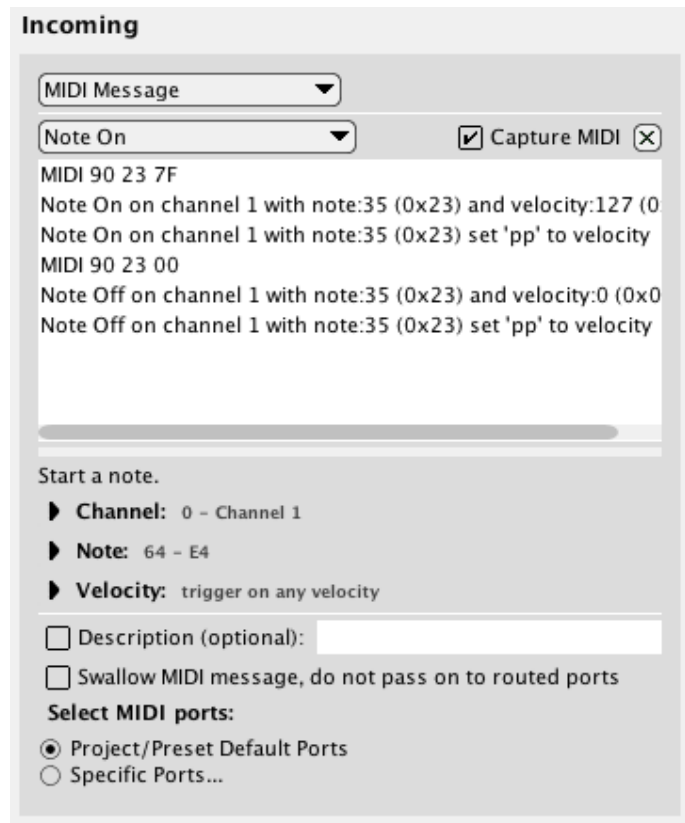 Incoming
MIDI Message
Note On
Capture MIDI
MIDI 90 23 7F
Note On on channel 1 with note:35 (0x23) and velocity:127 (0
Note On on channel 1 with note:35 (0x23) set 'pp' to velocity
MIDI 90 23 00
Note Off on channel 1 with note:35 (0x23) and velocity:0 (0x0
Note Off on channel 1 with note:35 (0x23) set 'pp' to velocity
Start a note.
Channel: 0 – Channel 1
Note: 64 – E4
Velocity: trigger on any velocity
Description (optional):
Swallow MIDI message, do not pass on to routed ports
Select MIDI ports:
Project/Preset Default Ports
Specific Ports...